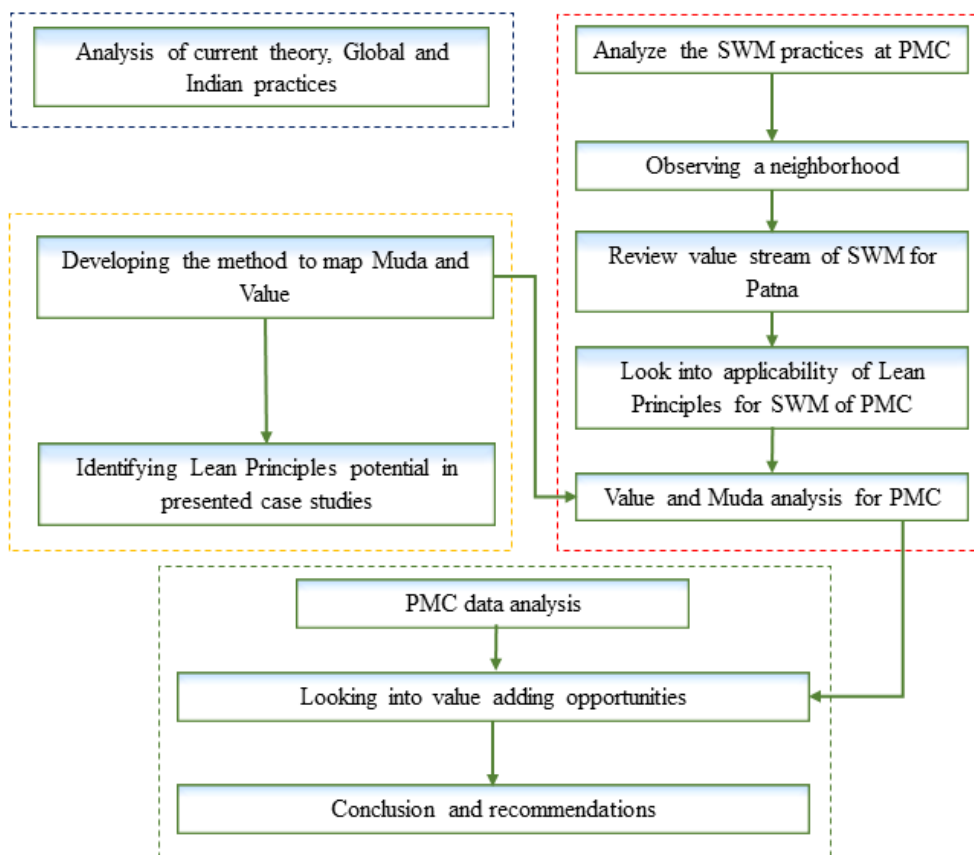 Analysis of current theory, Global and
Indian practices
Analyze the SWM practices at PMC
Observing a neighborhood
Developing the method to map Muda and
Value
Review value stream of SWM for
Patna
Look into applicability of Lean
Principles for SWM of PMC
Identifying Lean Principles potential in
presented case studies
Value and Muda analysis for PMC
PMC data analysis
Looking into value adding opportunities
Conclusion and recommendations